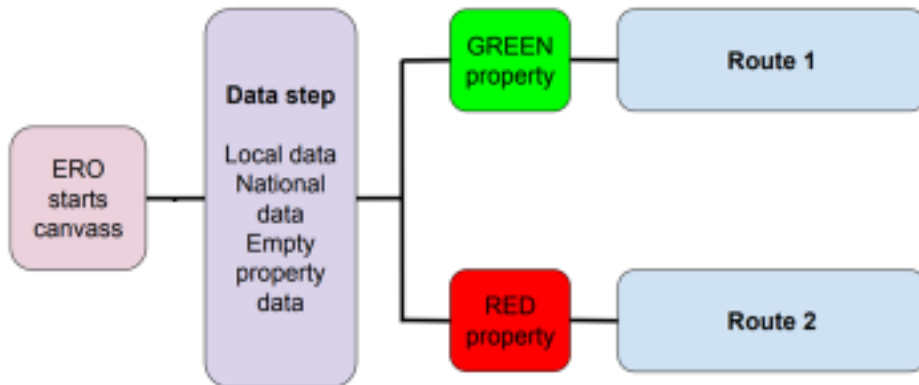 ERO
starts
canvass
Data step
Local data
National
data
Empty
property
data
GREEN
property
Route 1
RED
property
Route 2